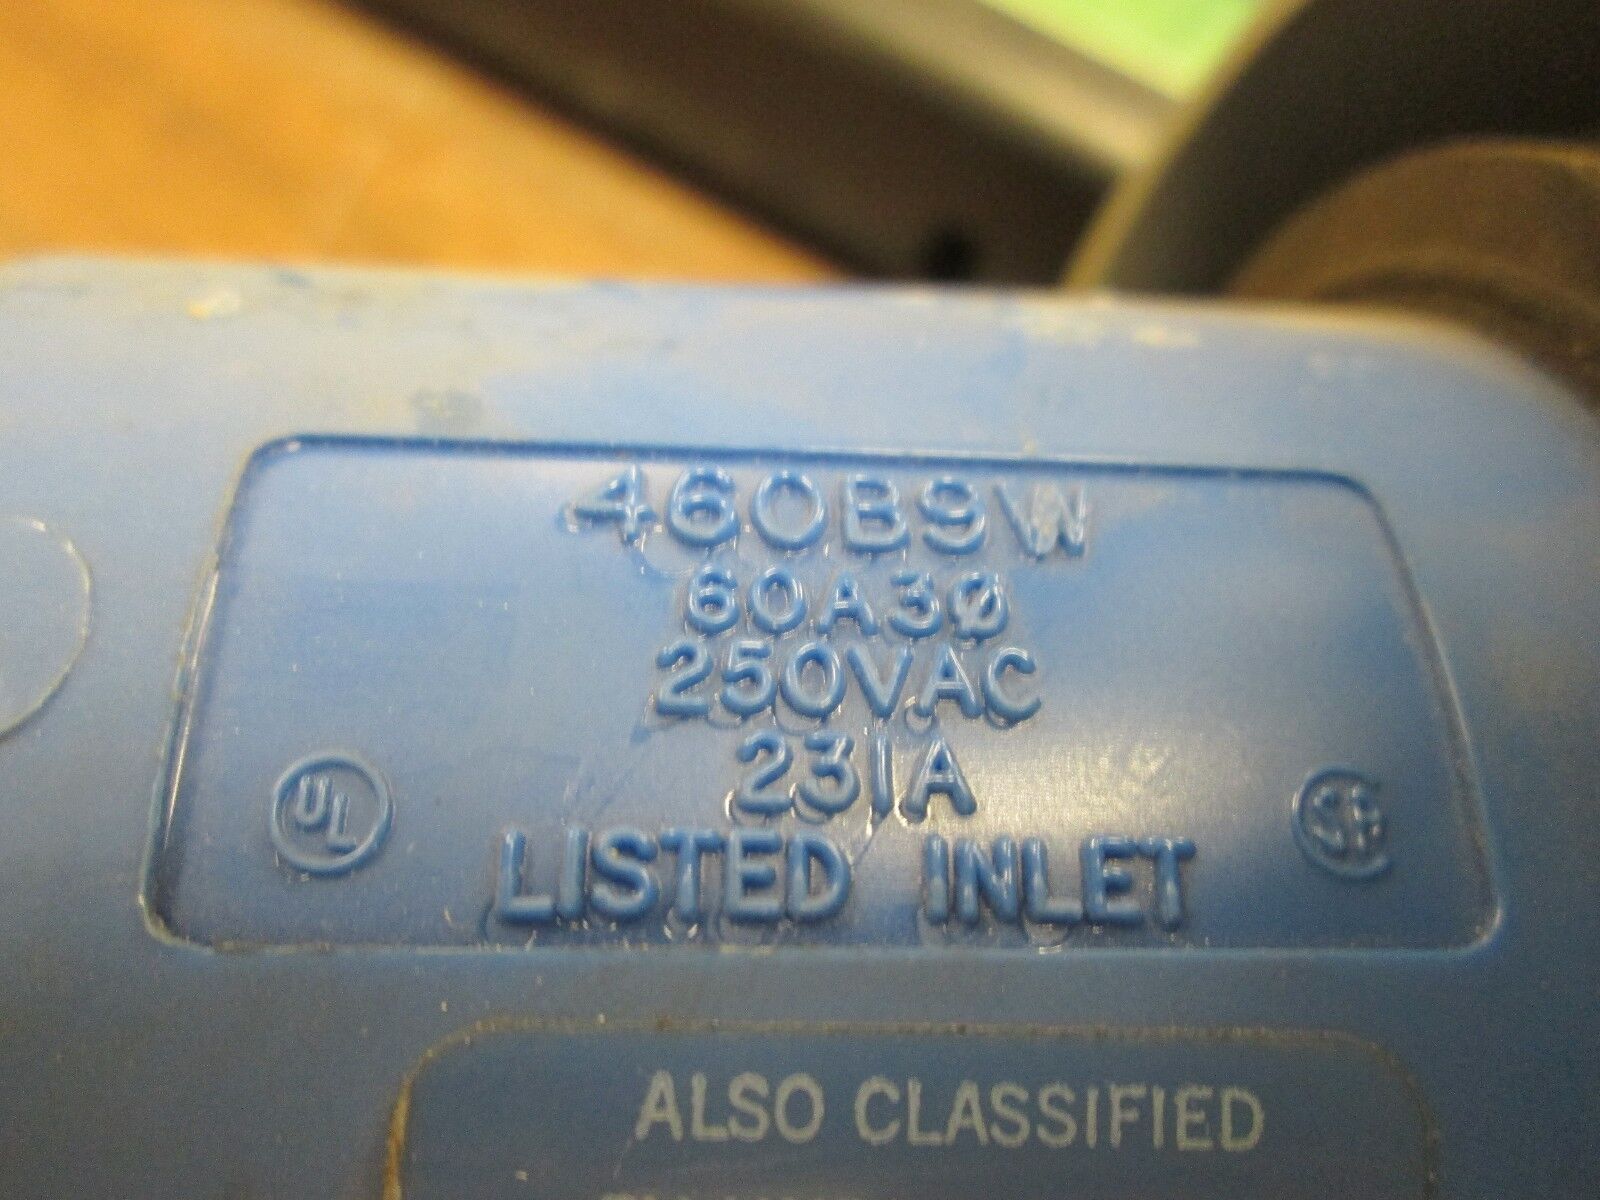 460B9W
60A3Ø
250VAC
231A
UL
LISTED INLET
ALSO CLASSIFIED